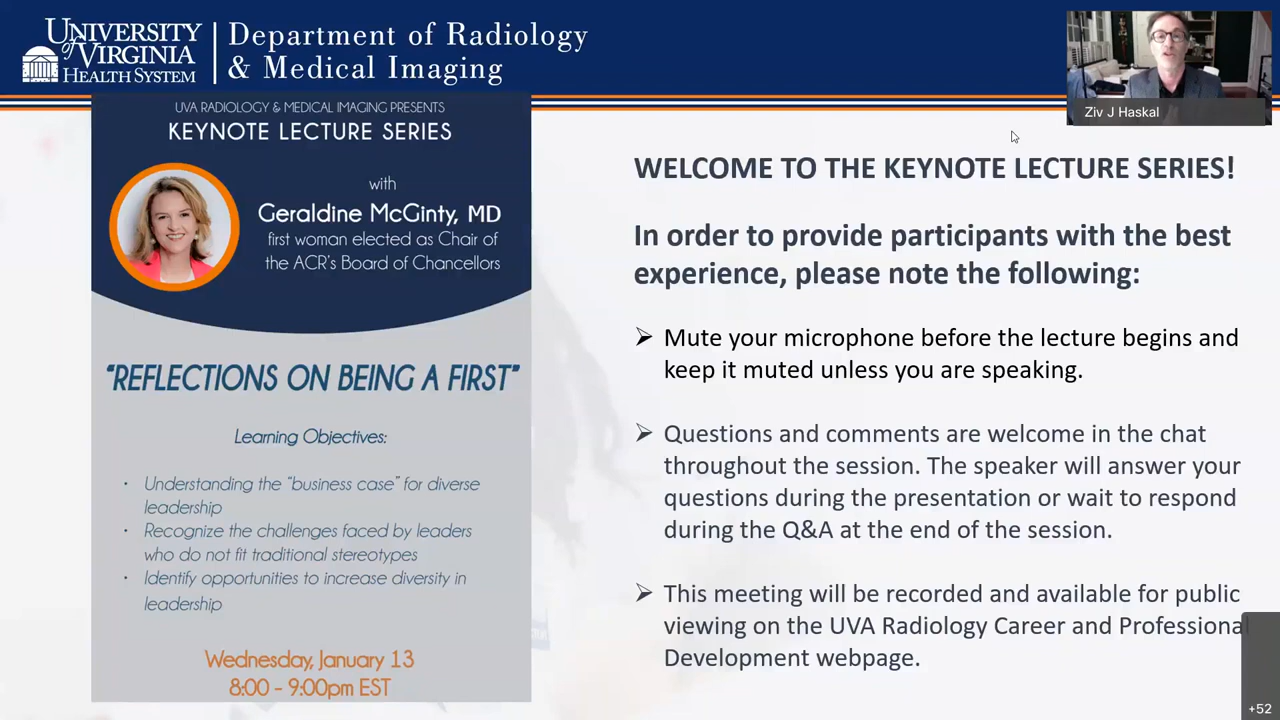 UNIVERSITY
of VIRGINIA
HEALTH SYSTEM
Department of Radiology
& Medical Imaging
Ziv J Haskal
UVA RADIOLOGY & MEDICAL IMAGING PRESENTS
KEYNOTE LECTURE SERIES
with
Geraldine McGinty, MD
first woman elected as Chair of
the ACR's Board of Chancellors
"REFLECTIONS ON BEING A FIRST"
Learning Objectives:
• Understanding the "business case" for diverse
leadership
• Recognize the challenges faced by leaders
who do not fit traditional stereotypes
• Identify opportunities to increase diversity in
leadership
Wednesday, January 13
8:00 - 9:00pm EST
WELCOME TO THE KEYNOTE LECTURE SERIES!
In order to provide participants with the best
experience, please note the following:
➢ Mute your microphone before the lecture begins and
keep it muted unless you are speaking.
➢ Questions and comments are welcome in the chat
throughout the session. The speaker will answer your
questions during the presentation or wait to respond
during the Q&A at the end of the session.
➢ This meeting will be recorded and available for public
viewing on the UVA Radiology Career and Professional
Development webpage.
+52